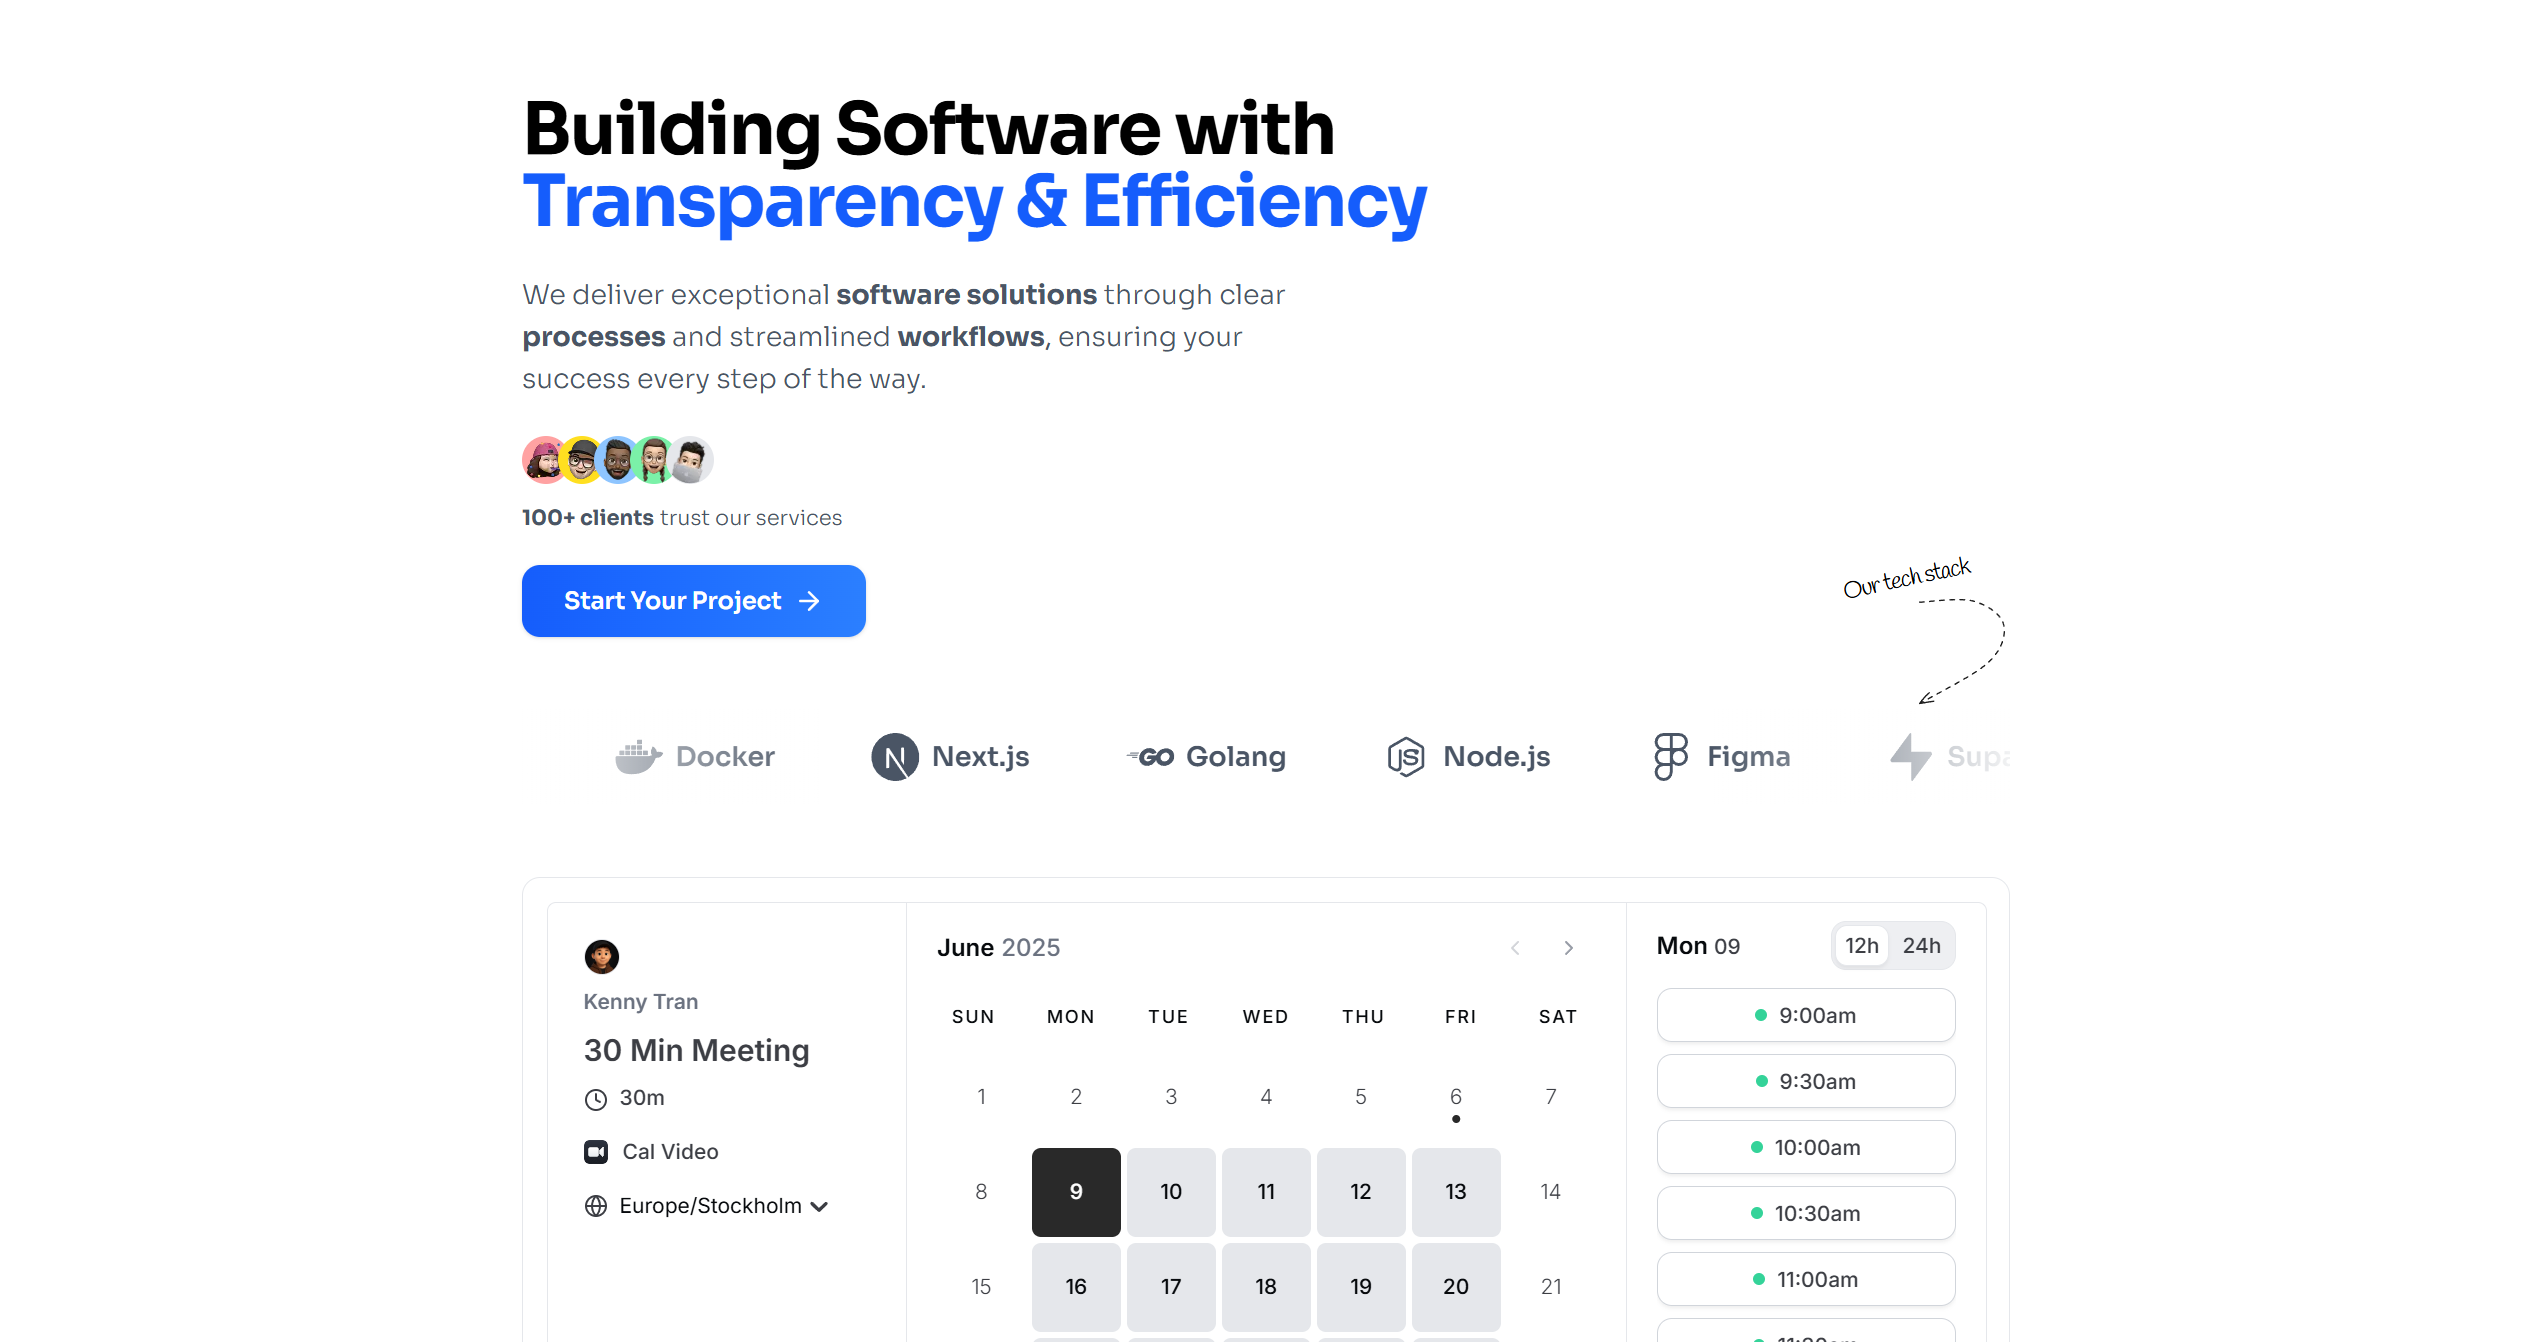 Building Software with
Transparency & Efficiency
We deliver exceptional software solutions through clear
processes and streamlined workflows, ensuring your
success every step of the way.
100+ clients trust our services
Start Your Project
Our tech stack
Docker Next.js GO Golang JS Node.js Figma
Kenny Tran
30 Min Meeting
30m
Cal Video
Europe/Stockholm
June 2025
SUN MON TUE WED THU FRI SAT
1 2 3 4 5 6 7
8 9 10 11 12 13 14
15 16 17 18 19 20 21
Mon 09 12h 24h
9:00am
9:30am
10:00am
10:30am
11:00am